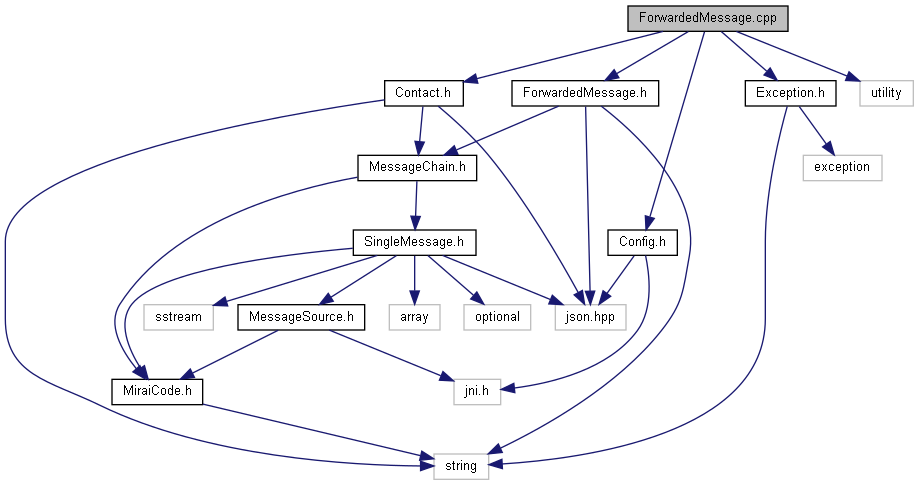 ForwardedMessage.cpp
Contact.h
ForwardedMessage.h
Exception.h
utility
MessageChain.h
exception
SingleMessage.h
Config.h
sstream
MessageSource.h
array
optional
json.hpp
MiraiCode.h
jni.h
string